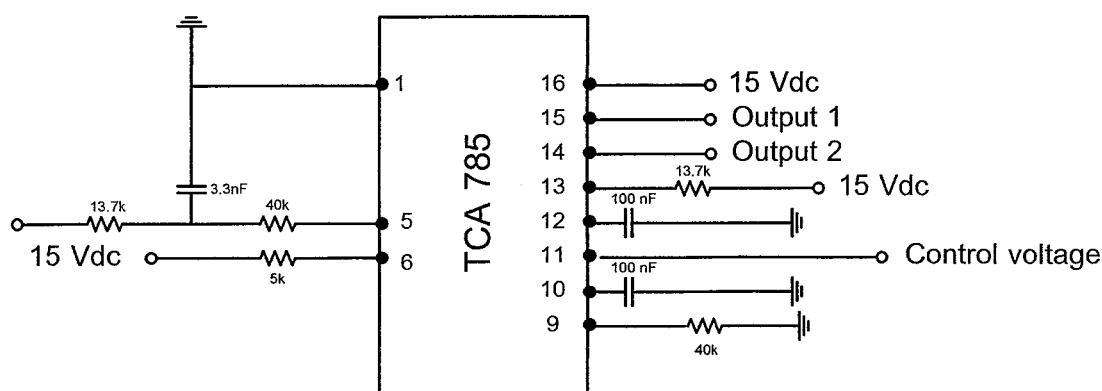 1
3.3nF
13.7k
40k
5
15 Vdc
6
5k
TCA 785
16
15 Vdc
15
Output 1
14
Output 2
13
13.7k
15 Vdc
12
100 nF
11
Control voltage
10
100 nF
9
40k